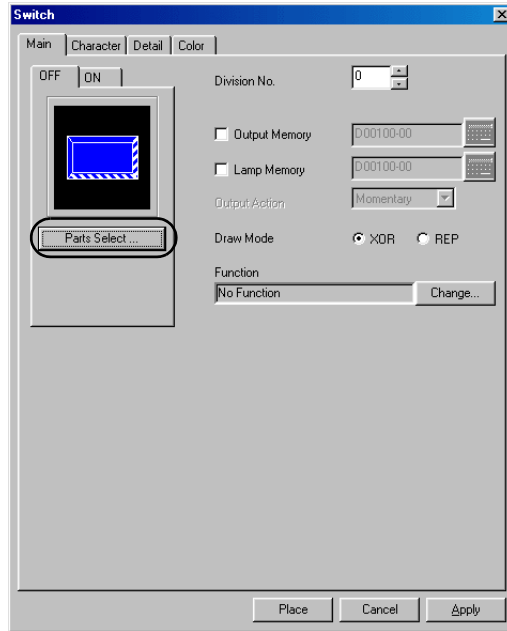 Switch
Main Character Detail Color
OFF ON
Division No. 0
Output Memory D00100-00
Lamp Memory D00100-00
Output Action Momentary
Parts Select ... Draw Mode XOR REP
Function
No Function Change...
Place Cancel Apply